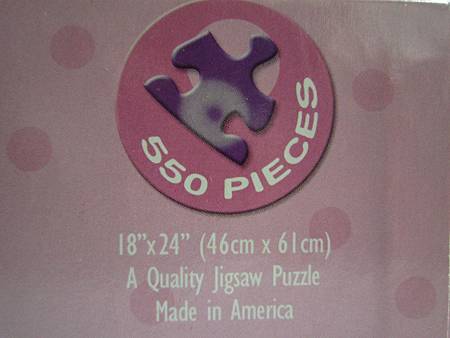 550 PIECES
18”x24” (46cm x 61cm)
A Quality Jigsaw Puzzle
Made in America